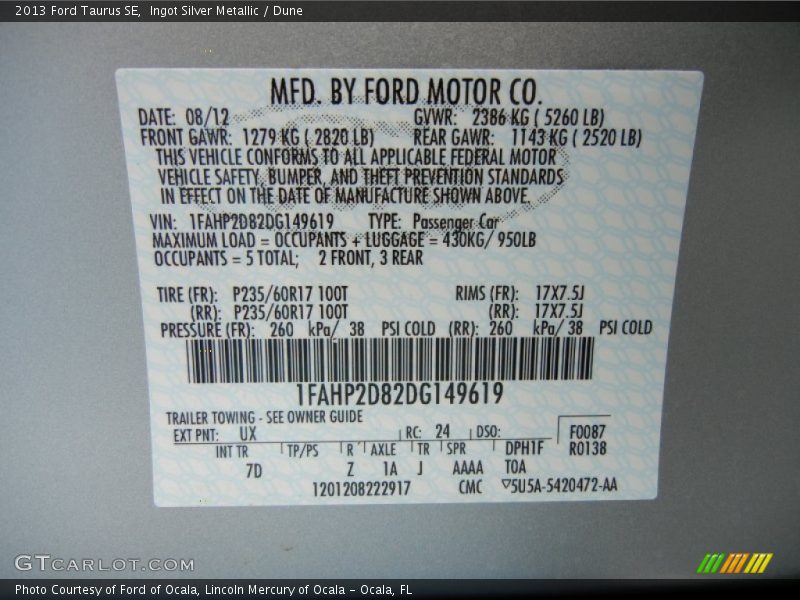 2013 Ford Taurus SE, Ingot Silver Metallic / Dune
MFD. BY FORD MOTOR CO.
DATE: 08/12 GVWR: 2386 KG ( 5260 LB)
FRONT GAWR: 1279 KG ( 2820 LB) REAR GAWR: 1143 KG ( 2520 LB)
THIS VEHICLE CONFORMS TO ALL APPLICABLE FEDERAL MOTOR
VEHICLE SAFETY, BUMPER, AND THEFT PREVENTION STANDARDS
IN EFFECT ON THE DATE OF MANUFACTURE SHOWN ABOVE.
VIN: 1FAHP2D82DG149619 TYPE: Passenger Car
MAXIMUM LOAD = OCCUPANTS + LUGGAGE = 430KG/ 950LB
OCCUPANTS = 5 TOTAL; 2 FRONT, 3 REAR
TIRE (FR): P235/60R17 100T RIMS (FR): 17X7.5J
(RR): P235/60R17 100T (RR): 17X7.5J
PRESSURE (FR): 260 kPa/ 38 PSI COLD (RR): 260 kPa/ 38 PSI COLD
1FAHP2D82DG149619
TRAILER TOWING - SEE OWNER GUIDE
EXT PNT: UX RC: 24 DSO: F0087
INT TR TP/PS R AXLE TR SPR DPH1F R0138
7D Z 1A J AAAA TOA
1201208222917 CMC ▽5U5A-5420472-AA
GTCARLOT.COM
Photo Courtesy of Ford of Ocala, Lincoln Mercury of Ocala – Ocala, FL